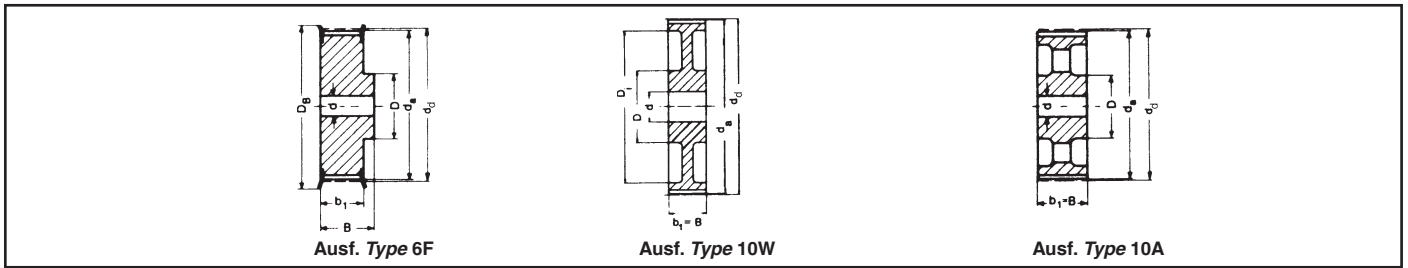 D_B
d
D
d_a
d_d
b_1
B
Ausf. Type 6F
D_i
D
d
d_a
d_d
b_1 = B
Ausf. Type 10W
d
D
d_a
d_d
b_1=B
Ausf. Type 10A